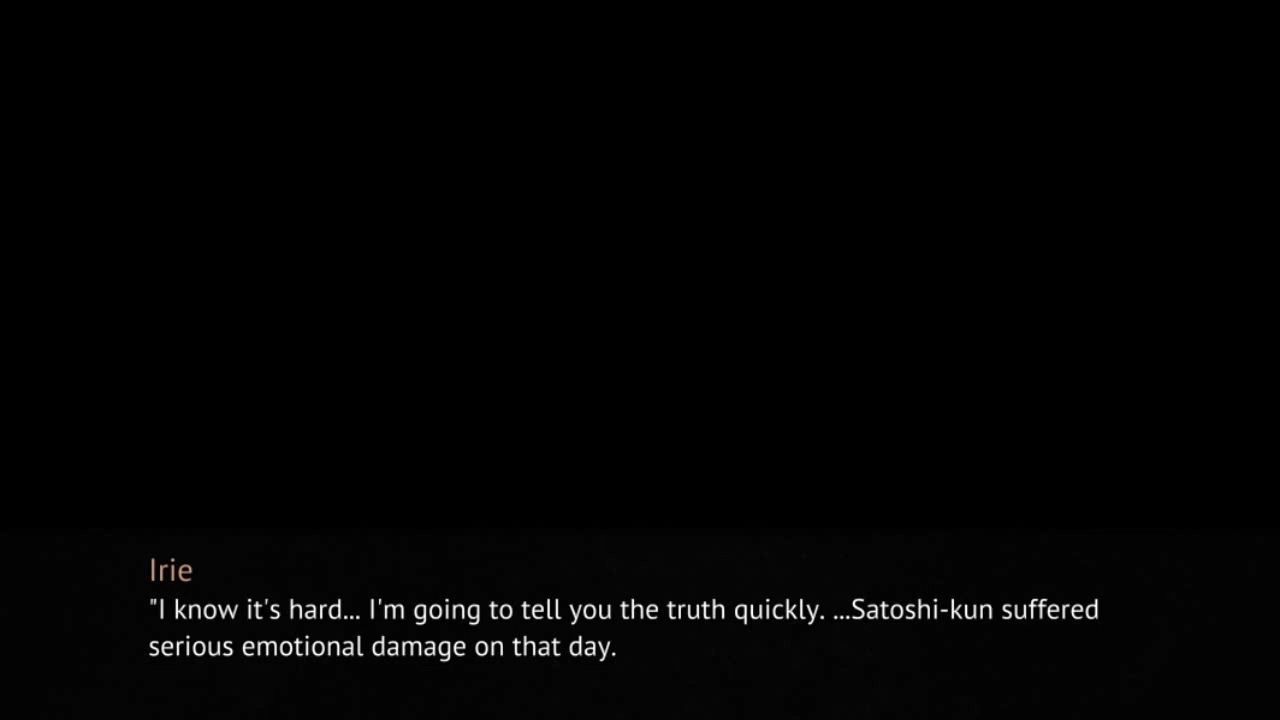 Irie
"I know it's hard... I'm going to tell you the truth quickly. ...Satoshi-kun suffered
serious emotional damage on that day.